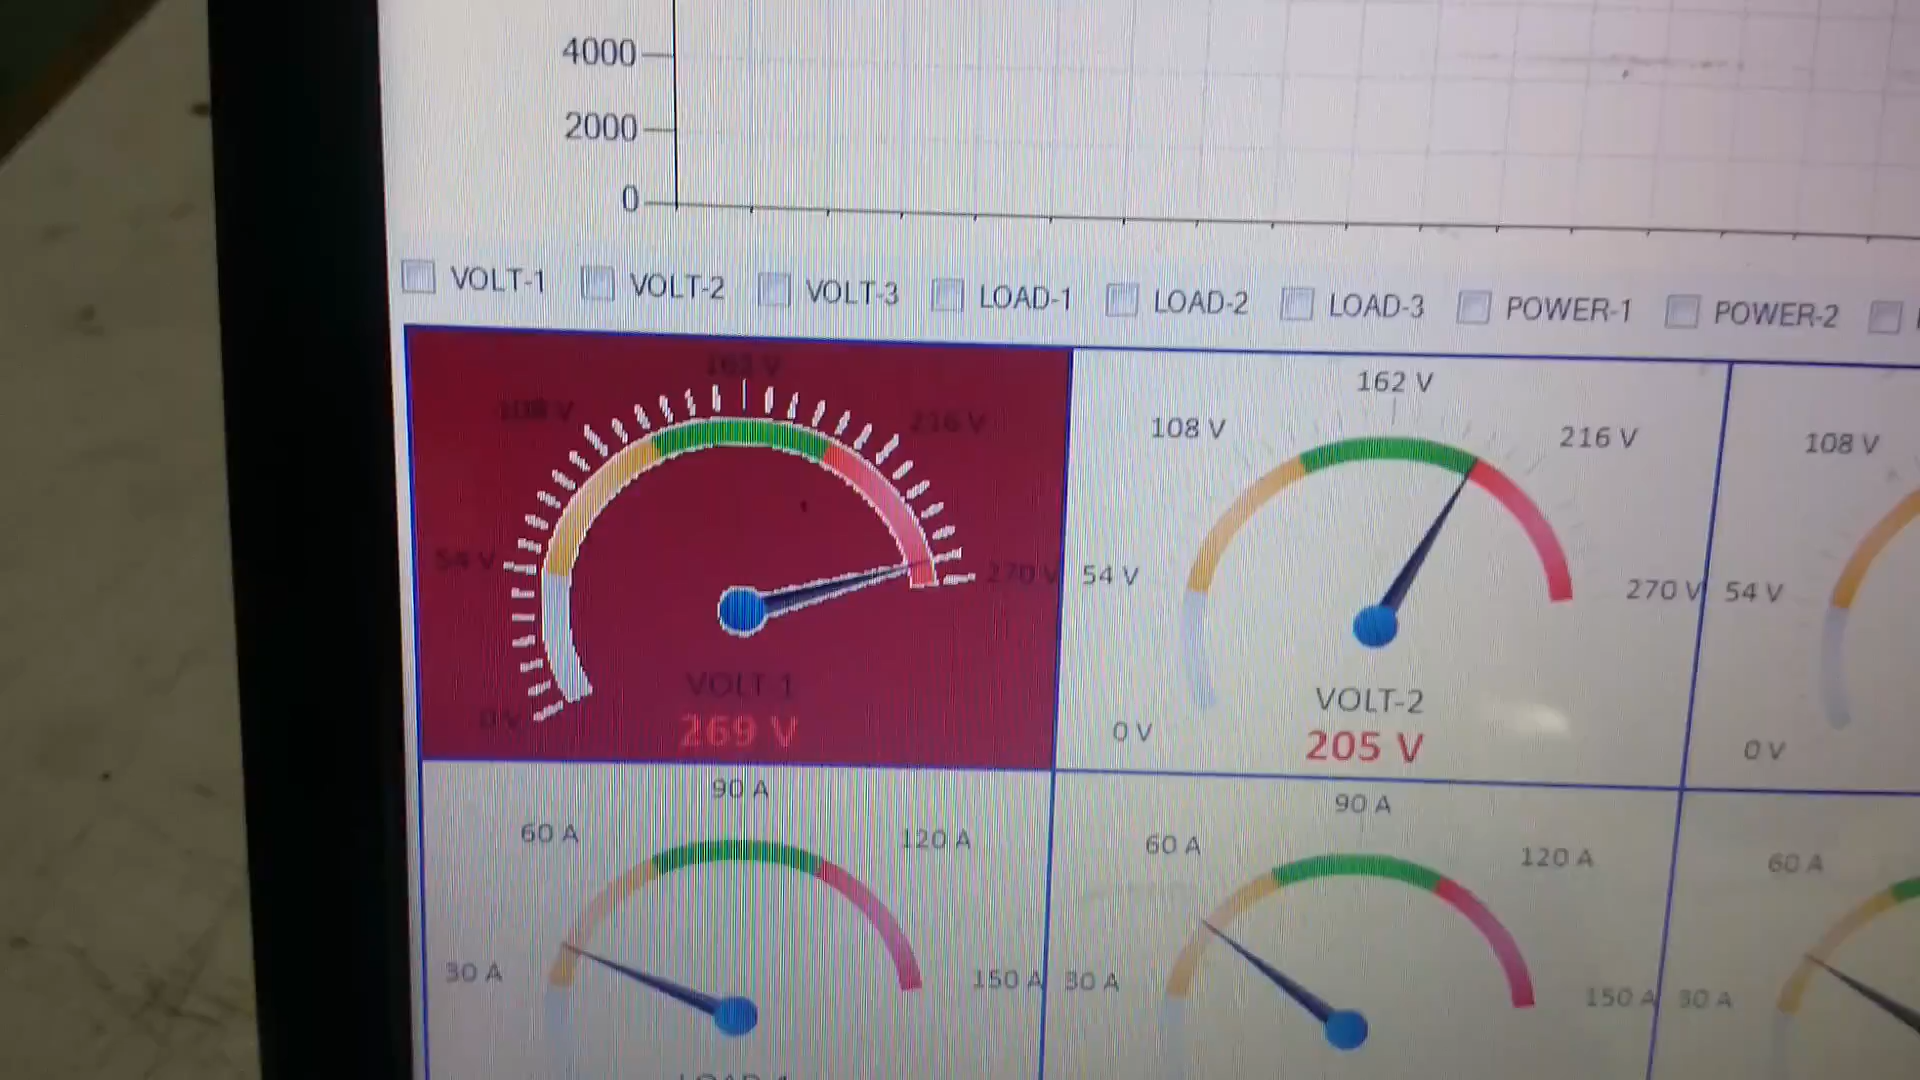 4000
2000
0
VOLT-1 VOLT-2 VOLT-3 LOAD-1 LOAD-2 LOAD-3 POWER-1 POWER-2
162 V 162 V
108 V 216 V 108 V 216 V 108 V
54 V 270 V 54 V 270 V 54 V
VOLT-1 VOLT-2
0 V 269 V 0 V 205 V 0 V
90 A 90 A
60 A 120 A 60 A 120 A 60 A
30 A 150 A 30 A 150 A 30 A